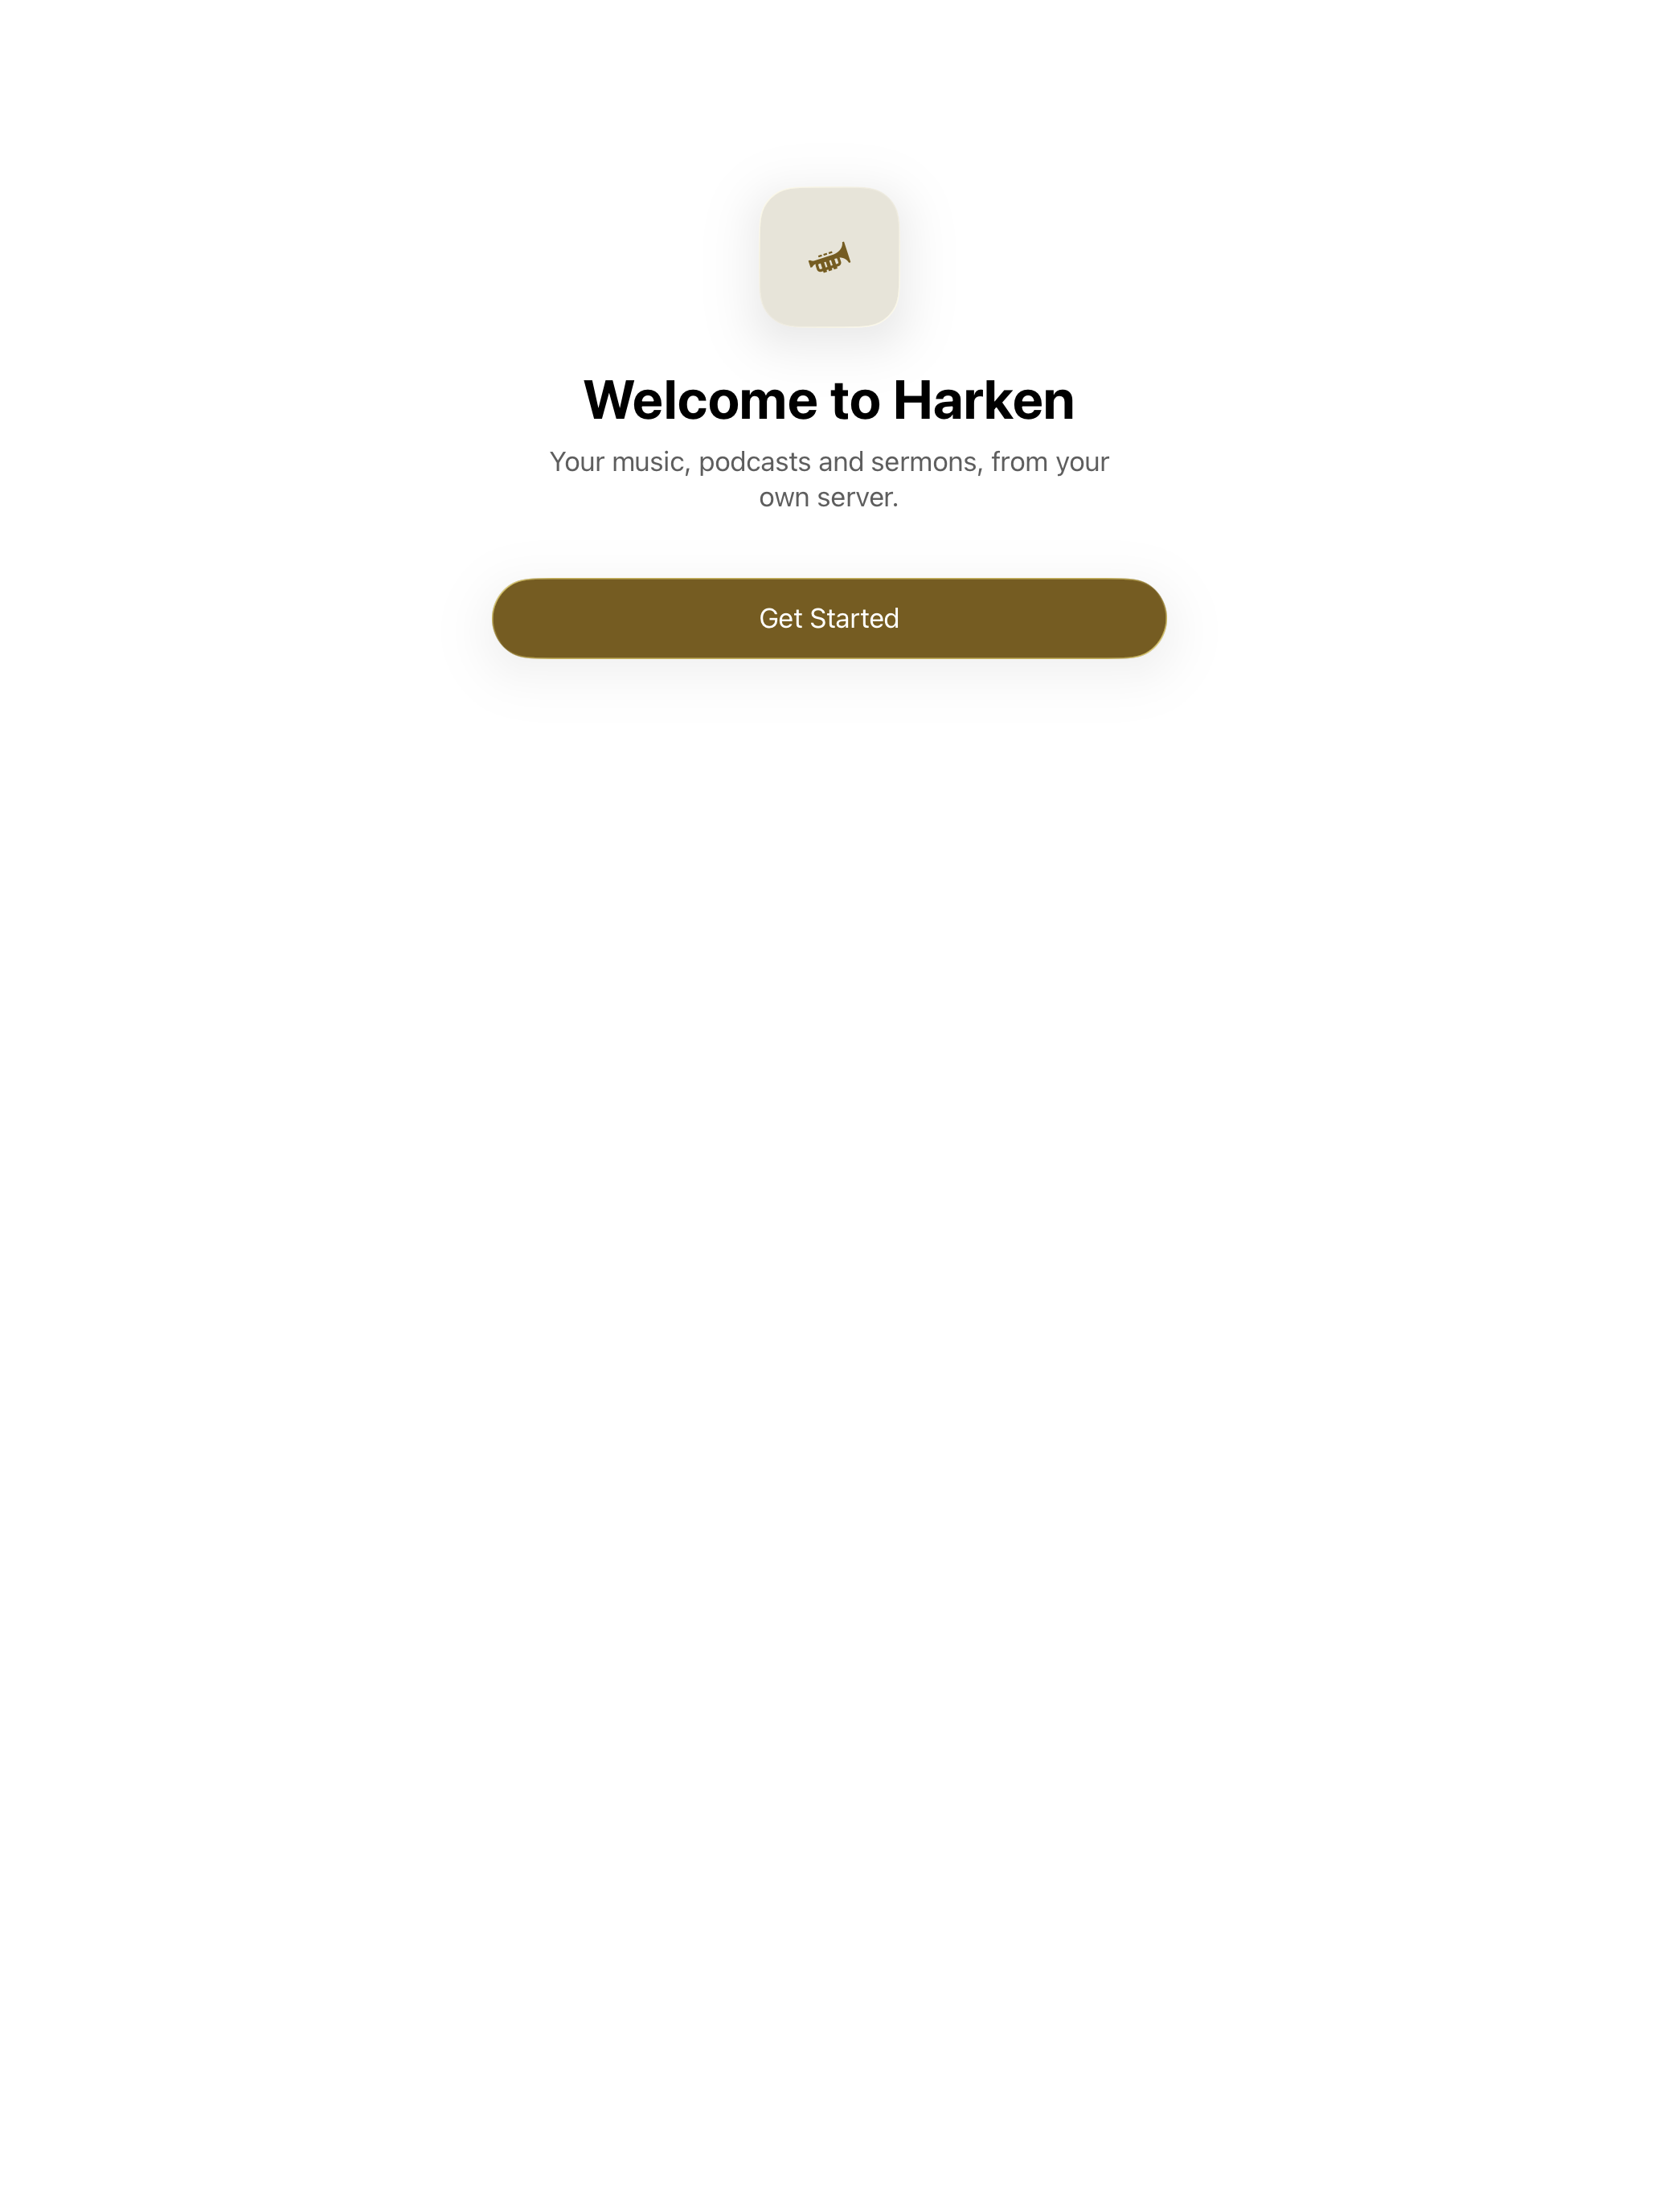 Welcome to Harken
Your music, podcasts and sermons, from your
own server.
Get Started